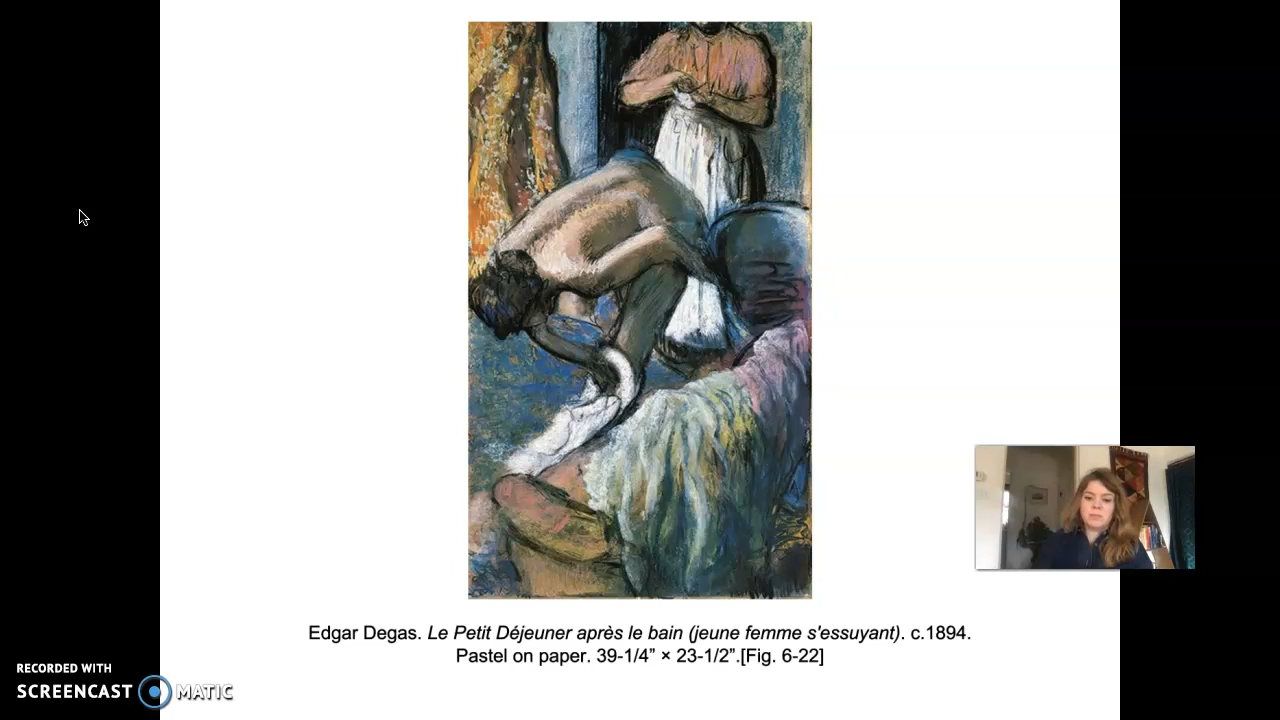 Edgar Degas. Le Petit Déjeuner après le bain (jeune femme s'essuyant). c.1894.
Pastel on paper. 39-1/4” × 23-1/2”.[Fig. 6-22]
RECORDED WITH
SCREENCAST MATIC